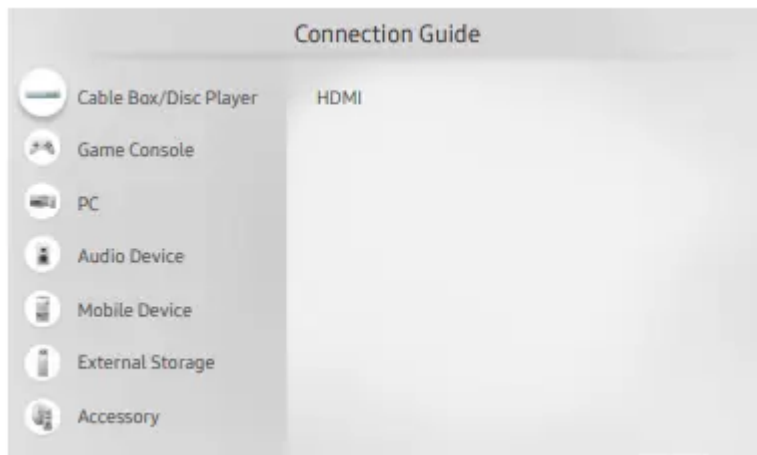 Connection Guide
Cable Box/Disc Player
HDMI
Game Console
PC
Audio Device
Mobile Device
External Storage
Accessory